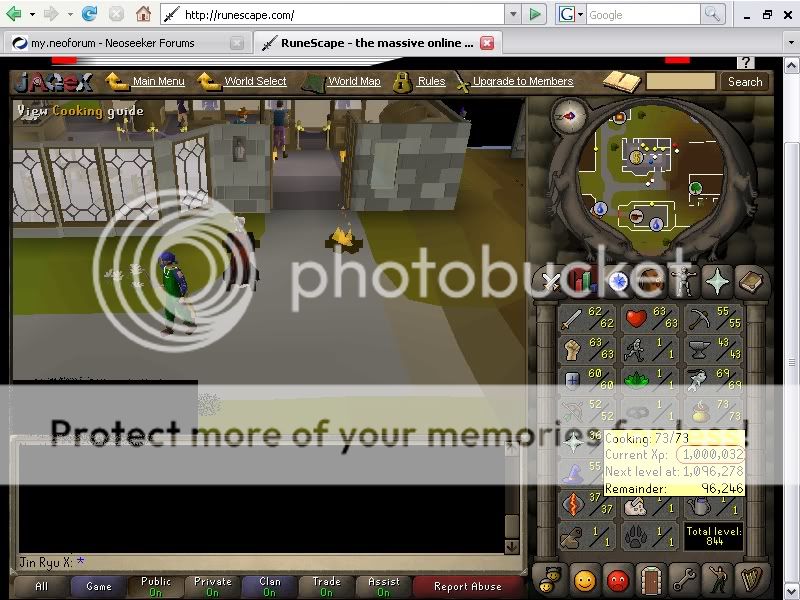 http://runescape.com/
G Google
my.neoforum - Neoseeker Forums
RuneScape - the massive online ...
?
JAGEX Main Menu World Select World Map Rules Upgrade to Members Search
View Cooking guide
photobucket
62 62 63 63 55 55
63 63 1 1 43 43
60 60 1 1 69 69
52 52 1 73 73
Protect more of your memories for less!
Cooking: 73/73
Current Xp: 1,000,032
Next level at: 1,096,278
Remainder: 96,246
55
37 37 1 1 1 1
1 1 1 1 Total level:
844
Jin Ryu X: *
All Game Public Private Clan Trade Assist Report Abuse
On On On On On